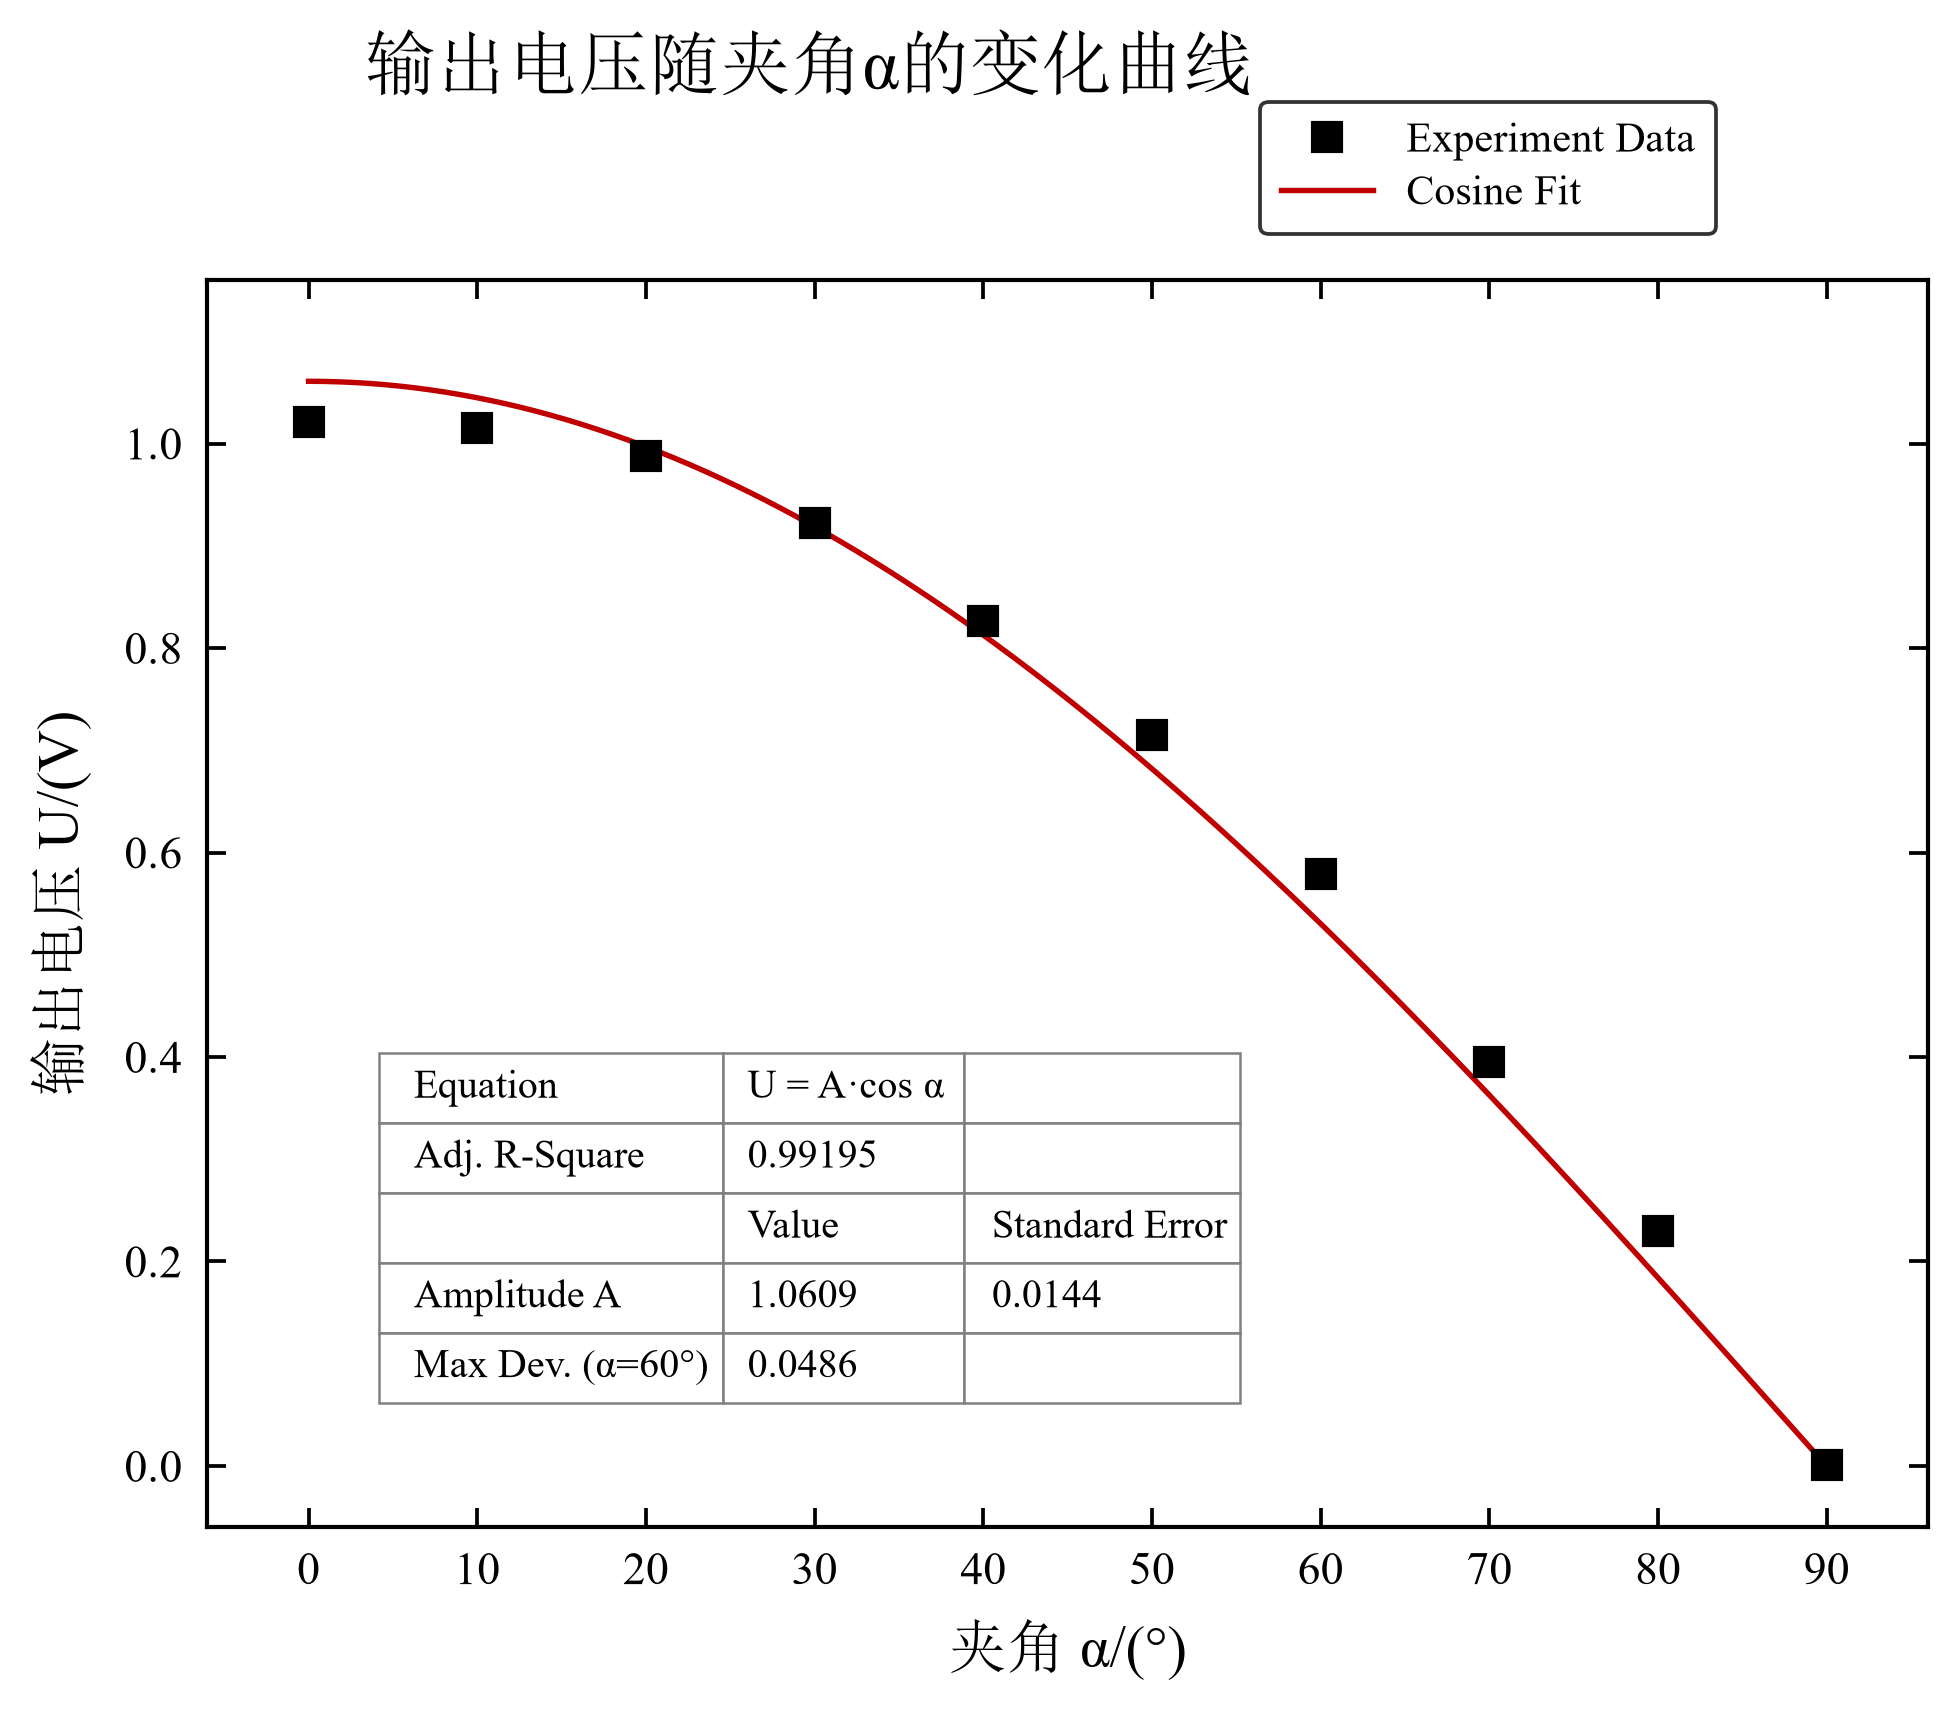 输出电压随夹角α的变化曲线
Experiment Data
Cosine Fit
输出电压 U/(V)
1.0
0.8
0.6
0.4
0.2
0.0
Equation U = A·cos α
Adj. R-Square 0.99195
Value Standard Error
Amplitude A 1.0609 0.0144
Max Dev. (α=60°) 0.0486
0 10 20 30 40 50 60 70 80 90
夹角 α/(°)